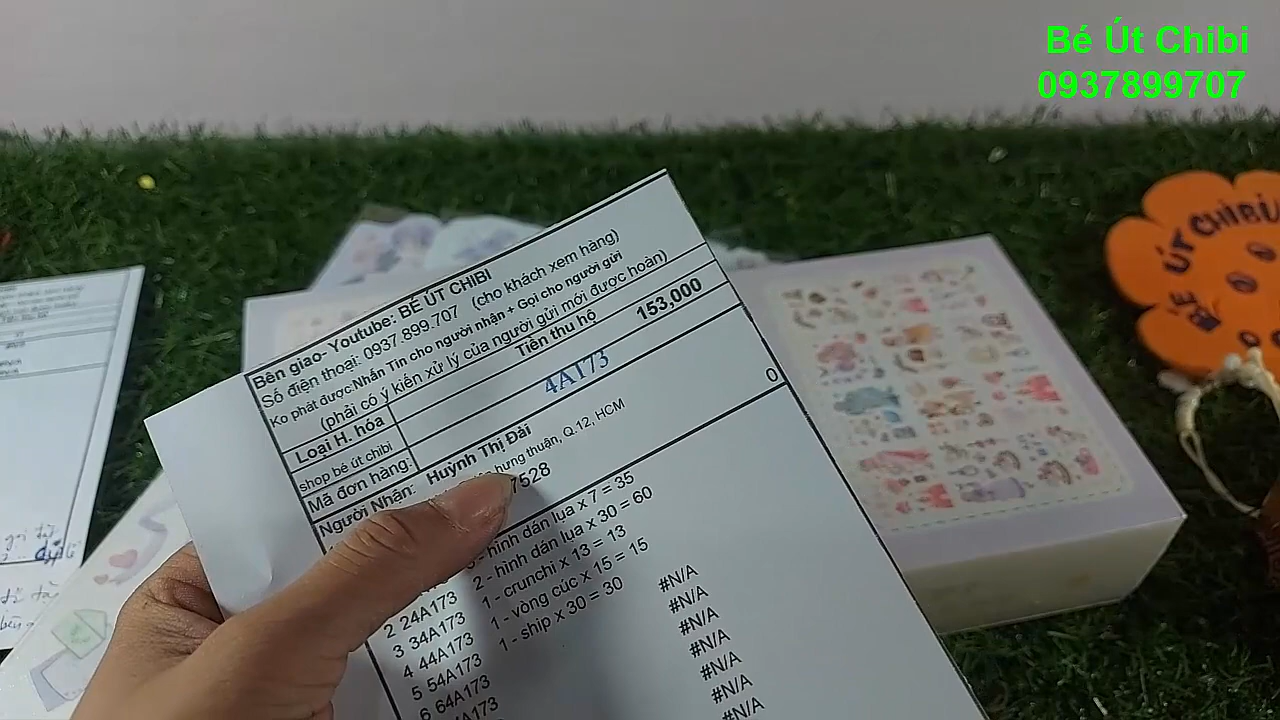 Bé Út Chibi
0937899707
BÉ ÚT CHIBI
Bên giao- Youtube: BÉ ÚT CHIBI
Số điện thoại: 0937.899.707 (cho khách xem hàng)
Ko phát được:Nhắn Tin cho người nhận + Gọi cho người gửi
(phải có ý kiến xử lý của người gửi mới được hoàn)
Loại H. hóa Tiền thu hộ 153,000
shop bé út chibi
Mã đơn hàng: 4A173
Người Nhận: Huỳnh Thị Đài 0
hưng thuận, Q.12, HCM
7528
hình dán lụa x 7 = 35
2 24A173 2 - hình dán lụa x 30 = 60
3 34A173 1 - crunchi x 13 = 13
4 44A173 1 - vòng cúc x 15 = 15
5 54A173 1 - ship x 30 = 30
6 64A173 #N/A
#N/A
#N/A
#N/A
#N/A
#N/A